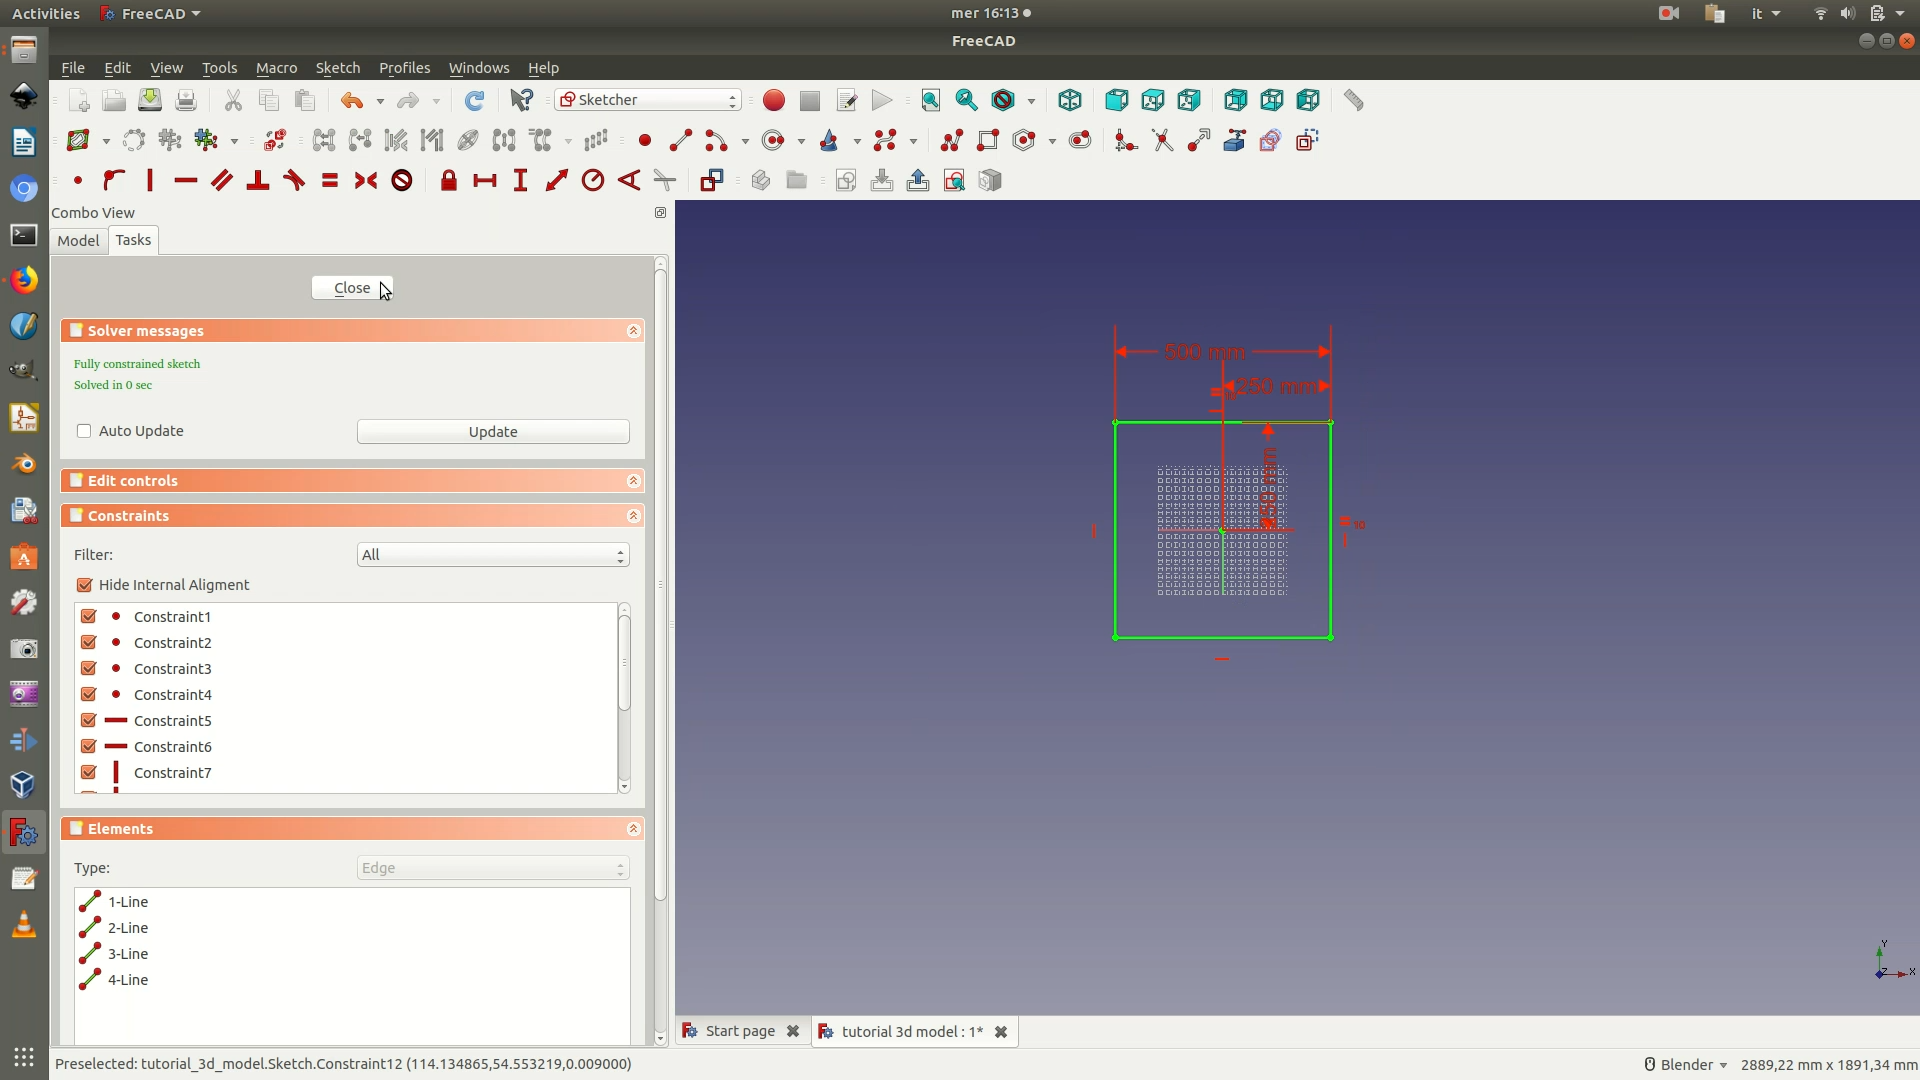 Activities FreeCAD mer 16:13 it
FreeCAD
File Edit View Tools Macro Sketch Profiles Windows Help
Sketcher
Combo View
Model Tasks
Close
Solver messages
Fully constrained sketch
Solved in 0 sec
Auto Update Update
Edit controls
Constraints
Filter: All
Hide Internal Aligment
Constraint1
Constraint2
Constraint3
Constraint4
Constraint5
Constraint6
Constraint7
Elements
Type: Edge
1-Line
2-Line
3-Line
4-Line
500 mm
250 mm
10
Y
Z X
Start page tutorial 3d model : 1*
Preselected: tutorial_3d_model.Sketch.Constraint12 (114.134865,54.553219,0.009000) Blender 2889,22 mm x 1891,34 mm